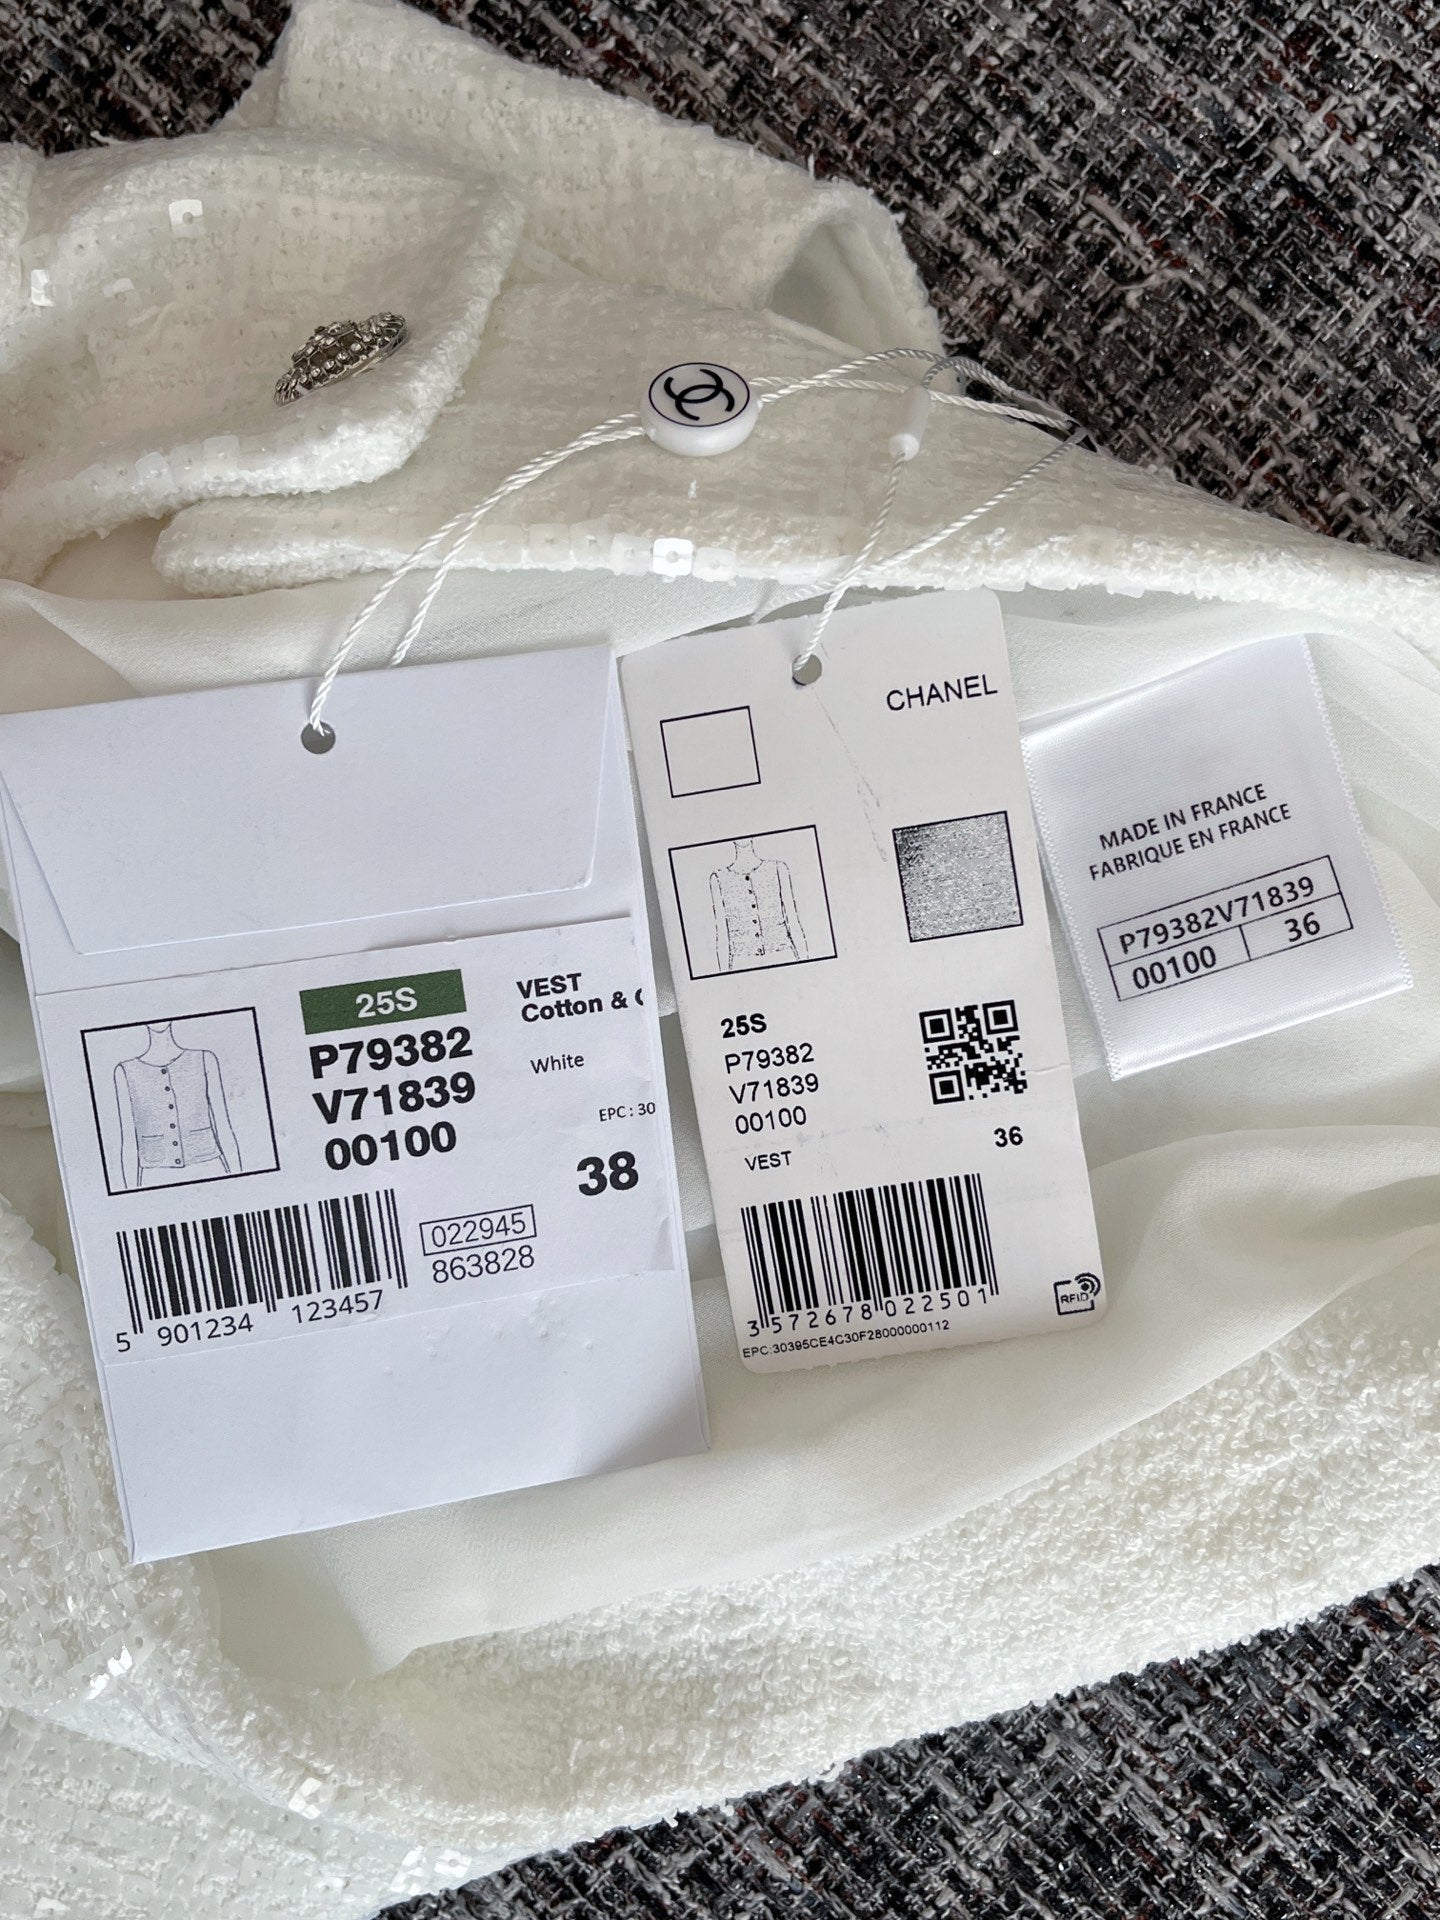 25S
P79382
V71839
00100
VEST
Cotton &
White
EPC: 30
38
022945
863828
5 901234 123457
CHANEL
25S
P79382
V71839
00100
VEST
36
3 572678 022501
EPC:30395CE4C30F28000000112
RFID
MADE IN FRANCE
FABRIQUE EN FRANCE
P79382V71839
00100 36